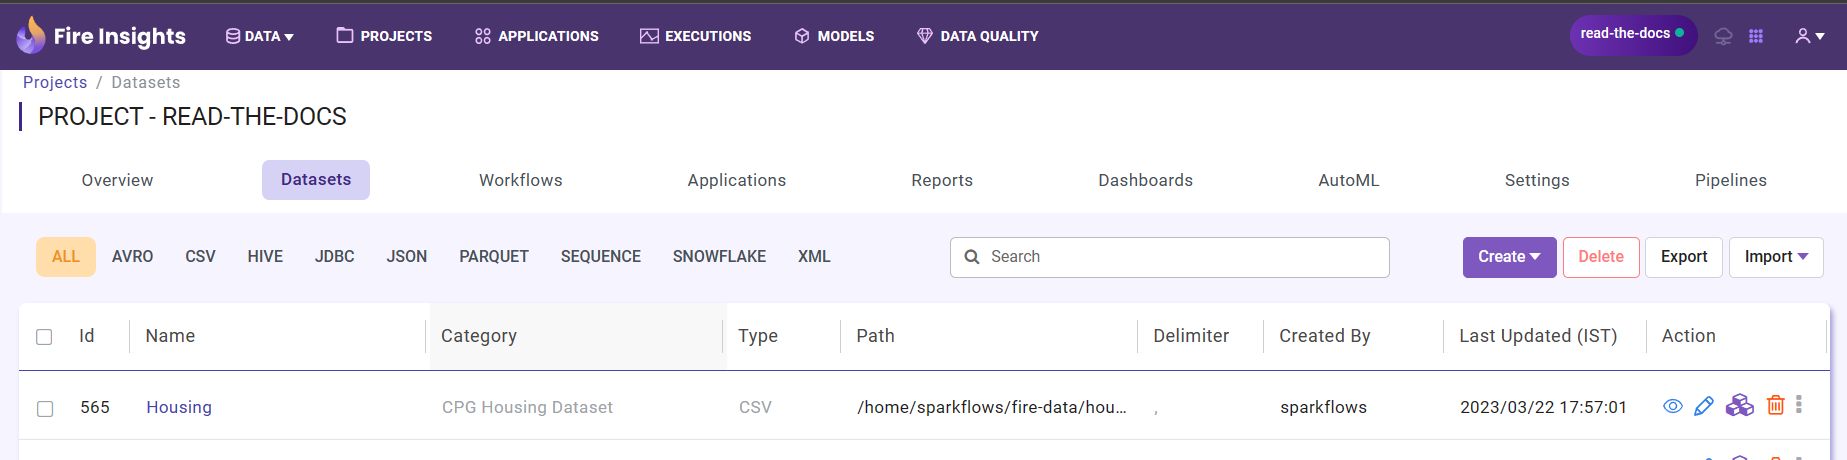 Fire Insights DATA PROJECTS APPLICATIONS EXECUTIONS MODELS DATA QUALITY read-the-docs
Projects / Datasets
PROJECT - READ-THE-DOCS
Overview Datasets Workflows Applications Reports Dashboards AutoML Settings Pipelines
ALL AVRO CSV HIVE JDBC JSON PARQUET SEQUENCE SNOWFLAKE XML Search Create Delete Export Import
Id Name Category Type Path Delimiter Created By Last Updated (IST) Action
565 Housing CPG Housing Dataset CSV /home/sparkflows/fire-data/hou... , sparkflows 2023/03/22 17:57:01